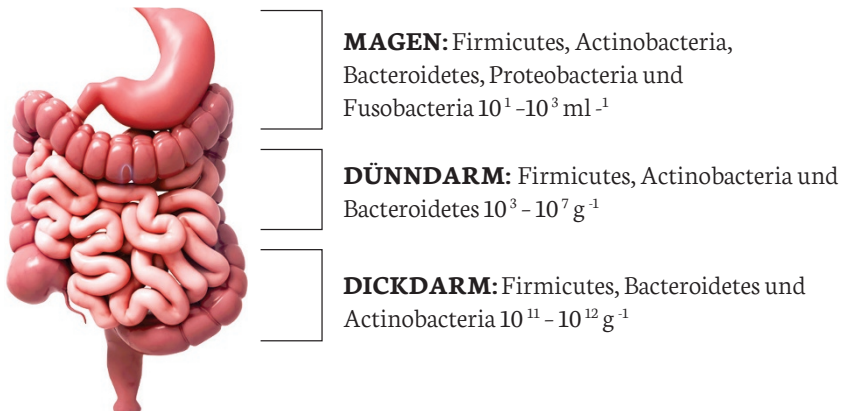 MAGEN: Firmicutes, Actinobacteria,
Bacteroidetes, Proteobacteria und
Fusobacteria 10¹ –10³ ml -¹
DÜNNDARM: Firmicutes, Actinobacteria und
Bacteroidetes 10³ – 10⁷ g -¹
DICKDARM: Firmicutes, Bacteroidetes und
Actinobacteria 10¹¹ – 10¹² g -¹